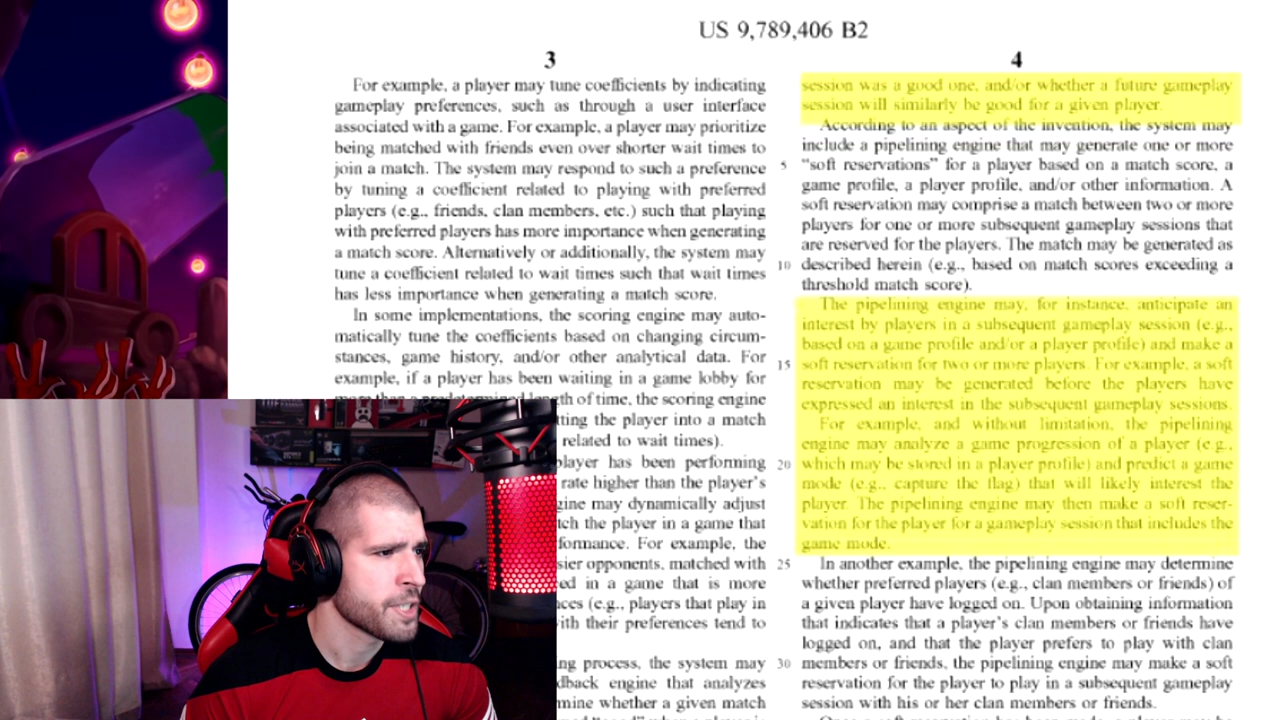 US 9,789,406 B2
3
For example, a player may tune coefficients by indicating
gameplay preferences, such as through a user interface
associated with a game. For example, a player may prioritize
being matched with friends even over shorter wait times to
join a match. The system may respond to such a preference
by tuning a coefficient related to playing with preferred
players (e.g., friends, clan members, etc.) such that playing
with preferred players has more importance when generating
a match score. Alternatively or additionally, the system may
tune a coefficient related to wait times such that wait times
has less importance when generating a match score.
In some implementations, the scoring engine may auto-
matically tune the coefficients based on changing circum-
stances, game history, and/or other analytical data. For
example, if a player has been waiting in a game lobby for
more than a predetermined length of time, the scoring engine
tting the player into a match
related to wait times).
player has been performing
rate higher than the player's
gine may dynamically adjust
tch the player in a game that
formance. For example, the
sier opponents, matched with
ed in a game that is more
ces (e.g., players that play in
with their preferences tend to
ng process, the system may
dback engine that analyzes
mine whether a given match
4
session was a good one, and/or whether a future gameplay
session will similarly be good for a given player.
According to an aspect of the invention, the system may
include a pipelining engine that may generate one or more
5 “soft reservations” for a player based on a match score, a
game profile, a player profile, and/or other information. A
soft reservation may comprise a match between two or more
players for one or more subsequent gameplay sessions that
are reserved for the players. The match may be generated as
10 described herein (e.g., based on match scores exceeding a
threshold match score).
The pipelining engine may, for instance, anticipate an
interest by players in a subsequent gameplay session (e.g.,
based on a game profile and/or a player profile) and make a
15 soft reservation for two or more players. For example, a soft
reservation may be generated before the players have
expressed an interest in the subsequent gameplay sessions.
For example, and without limitation, the pipelining
engine may analyze a game progression of a player (e.g.,
20 which may be stored in a player profile) and predict a game
mode (e.g., capture the flag) that will likely interest the
player. The pipelining engine may then make a soft reser-
vation for the player for a gameplay session that includes the
game mode.
25 In another example, the pipelining engine may determine
whether preferred players (e.g., clan members or friends) of
a given player have logged on. Upon obtaining information
that indicates that a player's clan members or friends have
logged on, and that the player prefers to play with clan
30 members or friends, the pipelining engine may make a soft
reservation for the player to play in a subsequent gameplay
session with his or her clan members or friends.